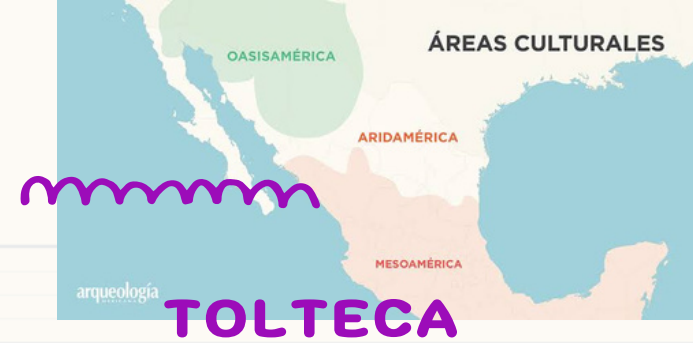 ÁREAS CULTURALES
OASISAMÉRICA
ARIDAMÉRICA
MESOAMÉRICA
arqueología
TOLTECA